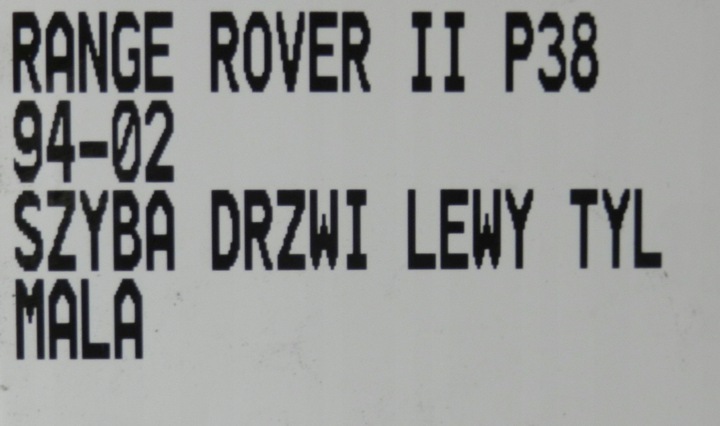 RANGE ROVER II P38
94-02
SZYBA DRZWI LEWY TYL
MALA